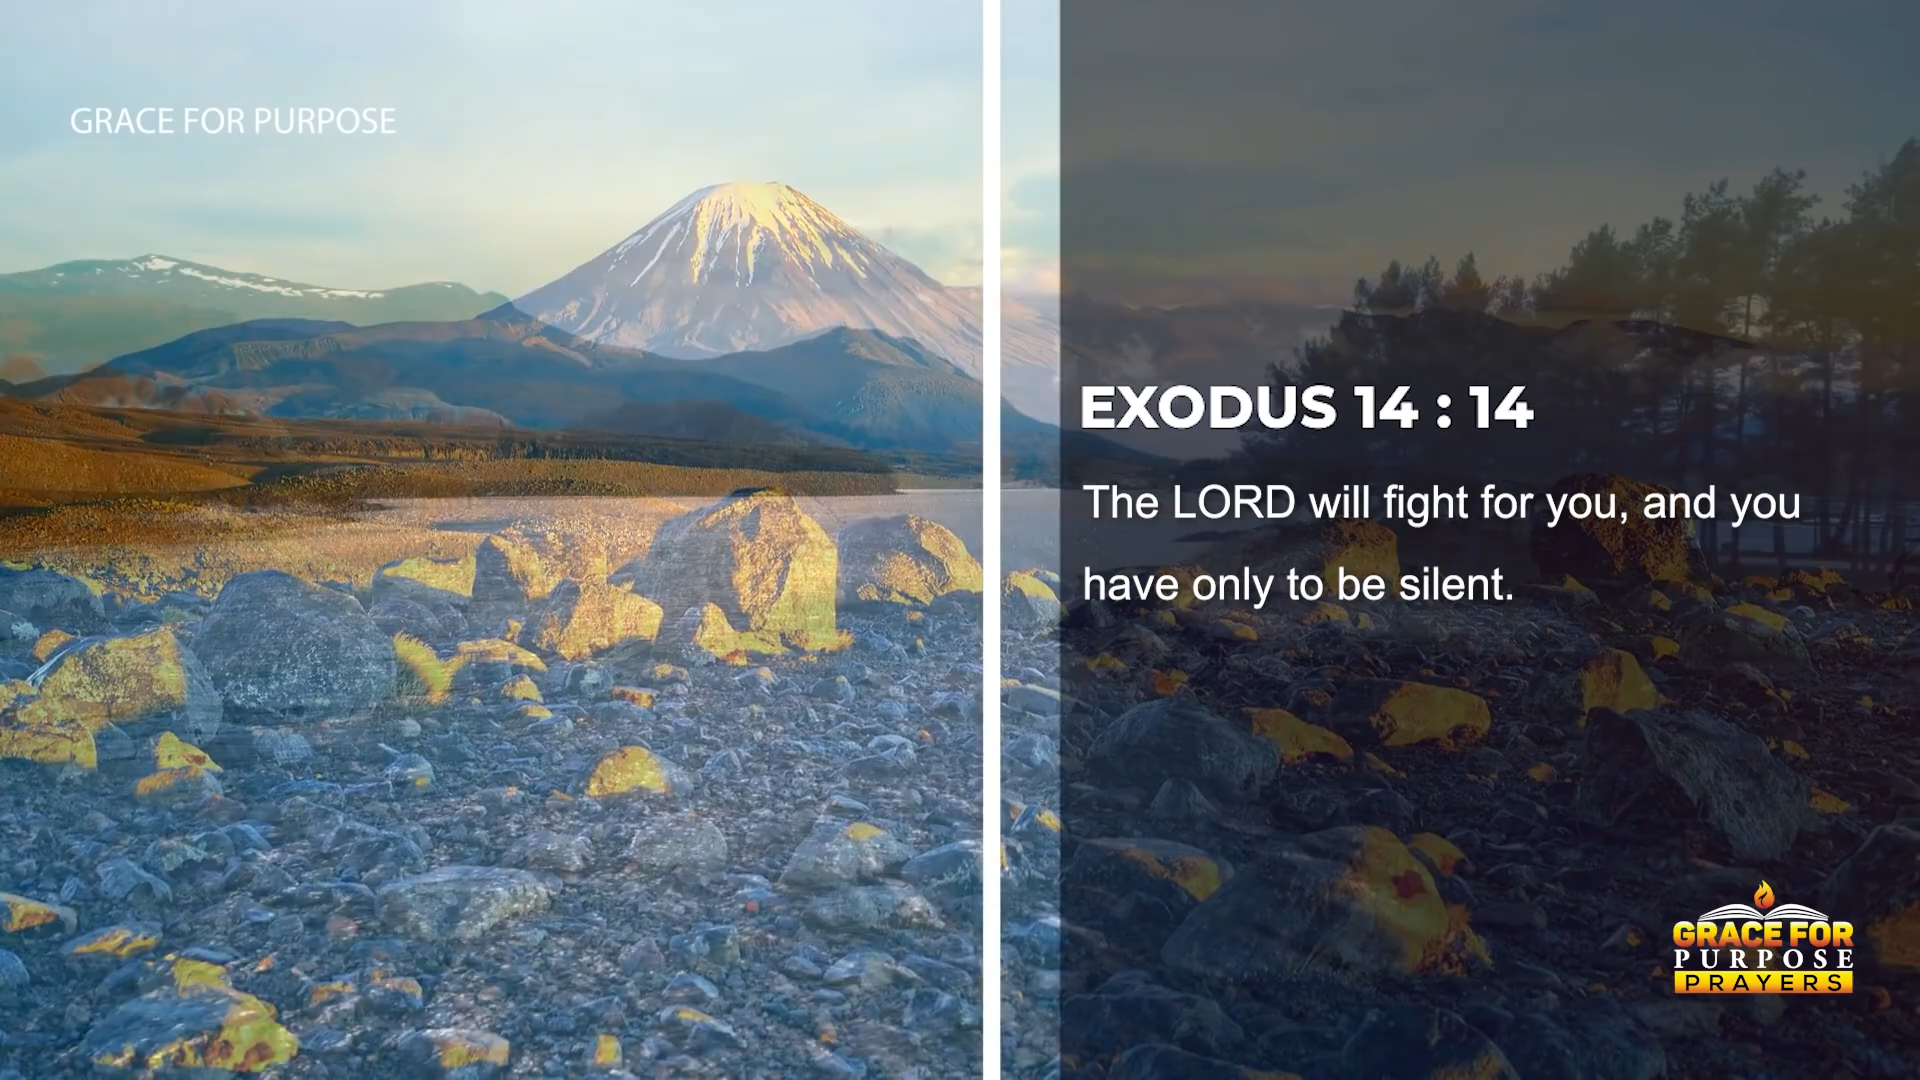 GRACE FOR PURPOSE
EXODUS 14 : 14
The LORD will fight for you, and you
have only to be silent.
GRACE FOR
PURPOSE
PRAYERS